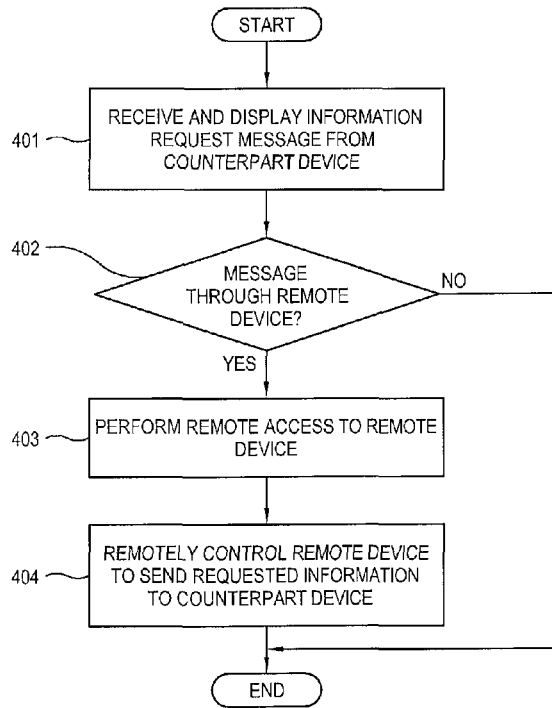 START
401
RECEIVE AND DISPLAY INFORMATION
REQUEST MESSAGE FROM
COUNTERPART DEVICE
402
MESSAGE
THROUGH REMOTE
DEVICE?
NO
YES
403
PERFORM REMOTE ACCESS TO REMOTE
DEVICE
404
REMOTELY CONTROL REMOTE DEVICE
TO SEND REQUESTED INFORMATION
TO COUNTERPART DEVICE
END